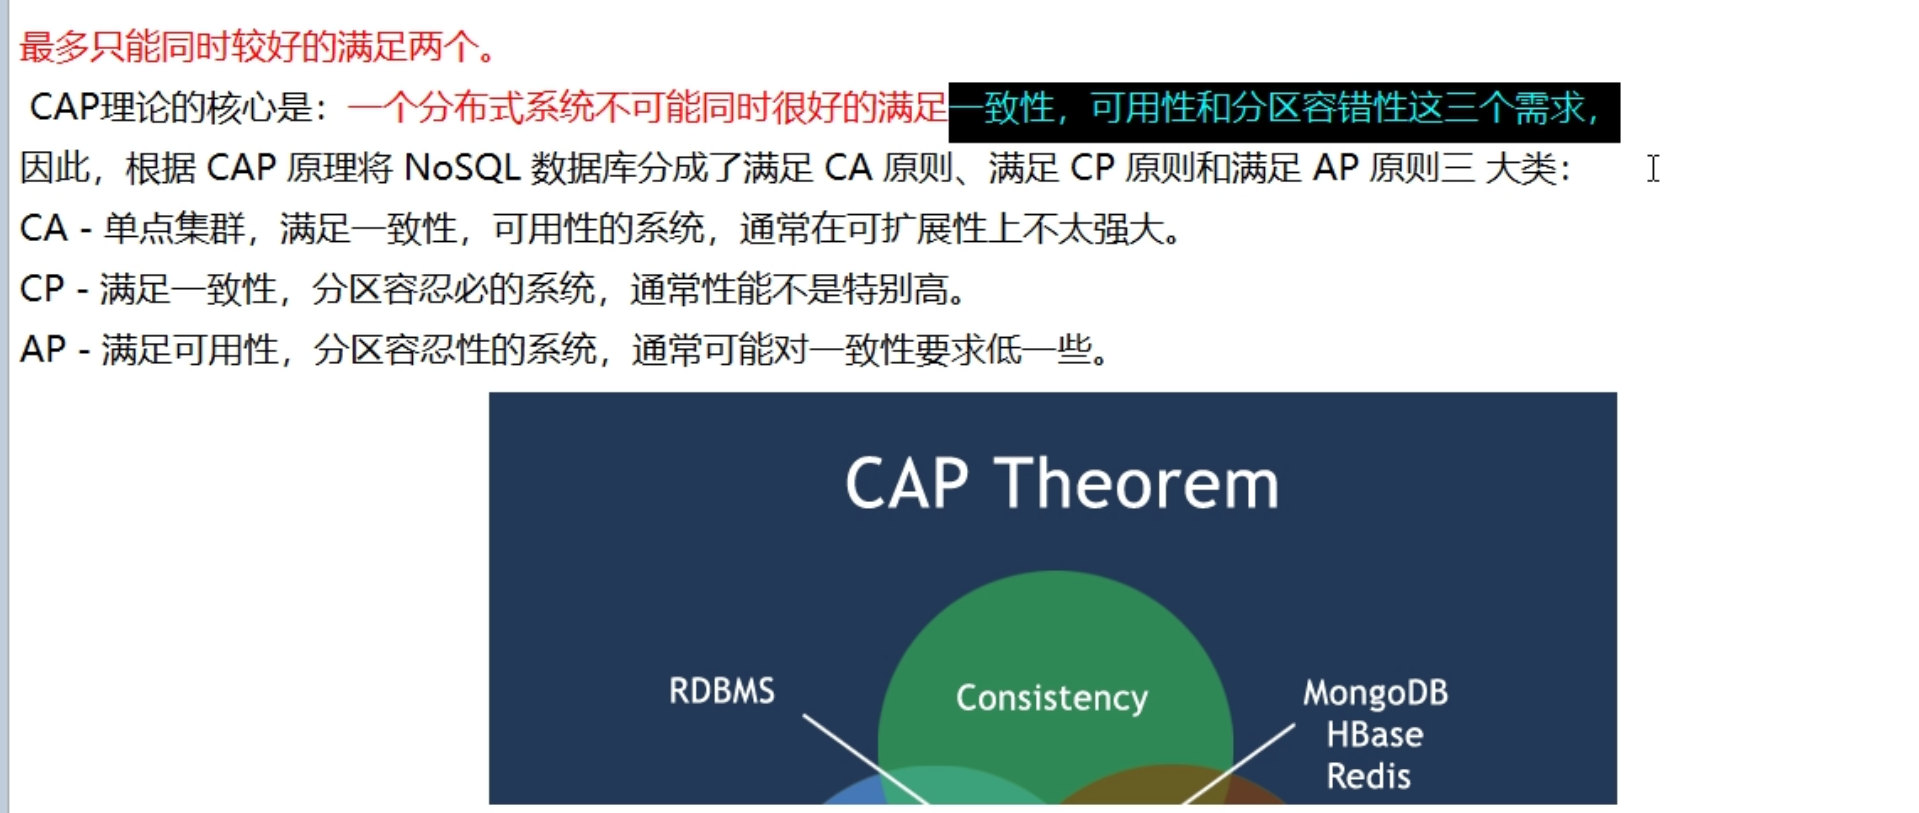 最多只能同时较好的满足两个。
CAP理论的核心是：一个分布式系统不可能同时很好的满足一致性，可用性和分区容错性这三个需求，
因此，根据 CAP 原理将 NoSQL 数据库分成了满足 CA 原则、满足 CP 原则和满足 AP 原则三 大类：
CA - 单点集群，满足一致性，可用性的系统，通常在可扩展性上不太强大。
CP - 满足一致性，分区容忍必的系统，通常性能不是特别高。
AP - 满足可用性，分区容忍性的系统，通常可能对一致性要求低一些。
CAP Theorem
RDBMS
Consistency
MongoDB
HBase
Redis